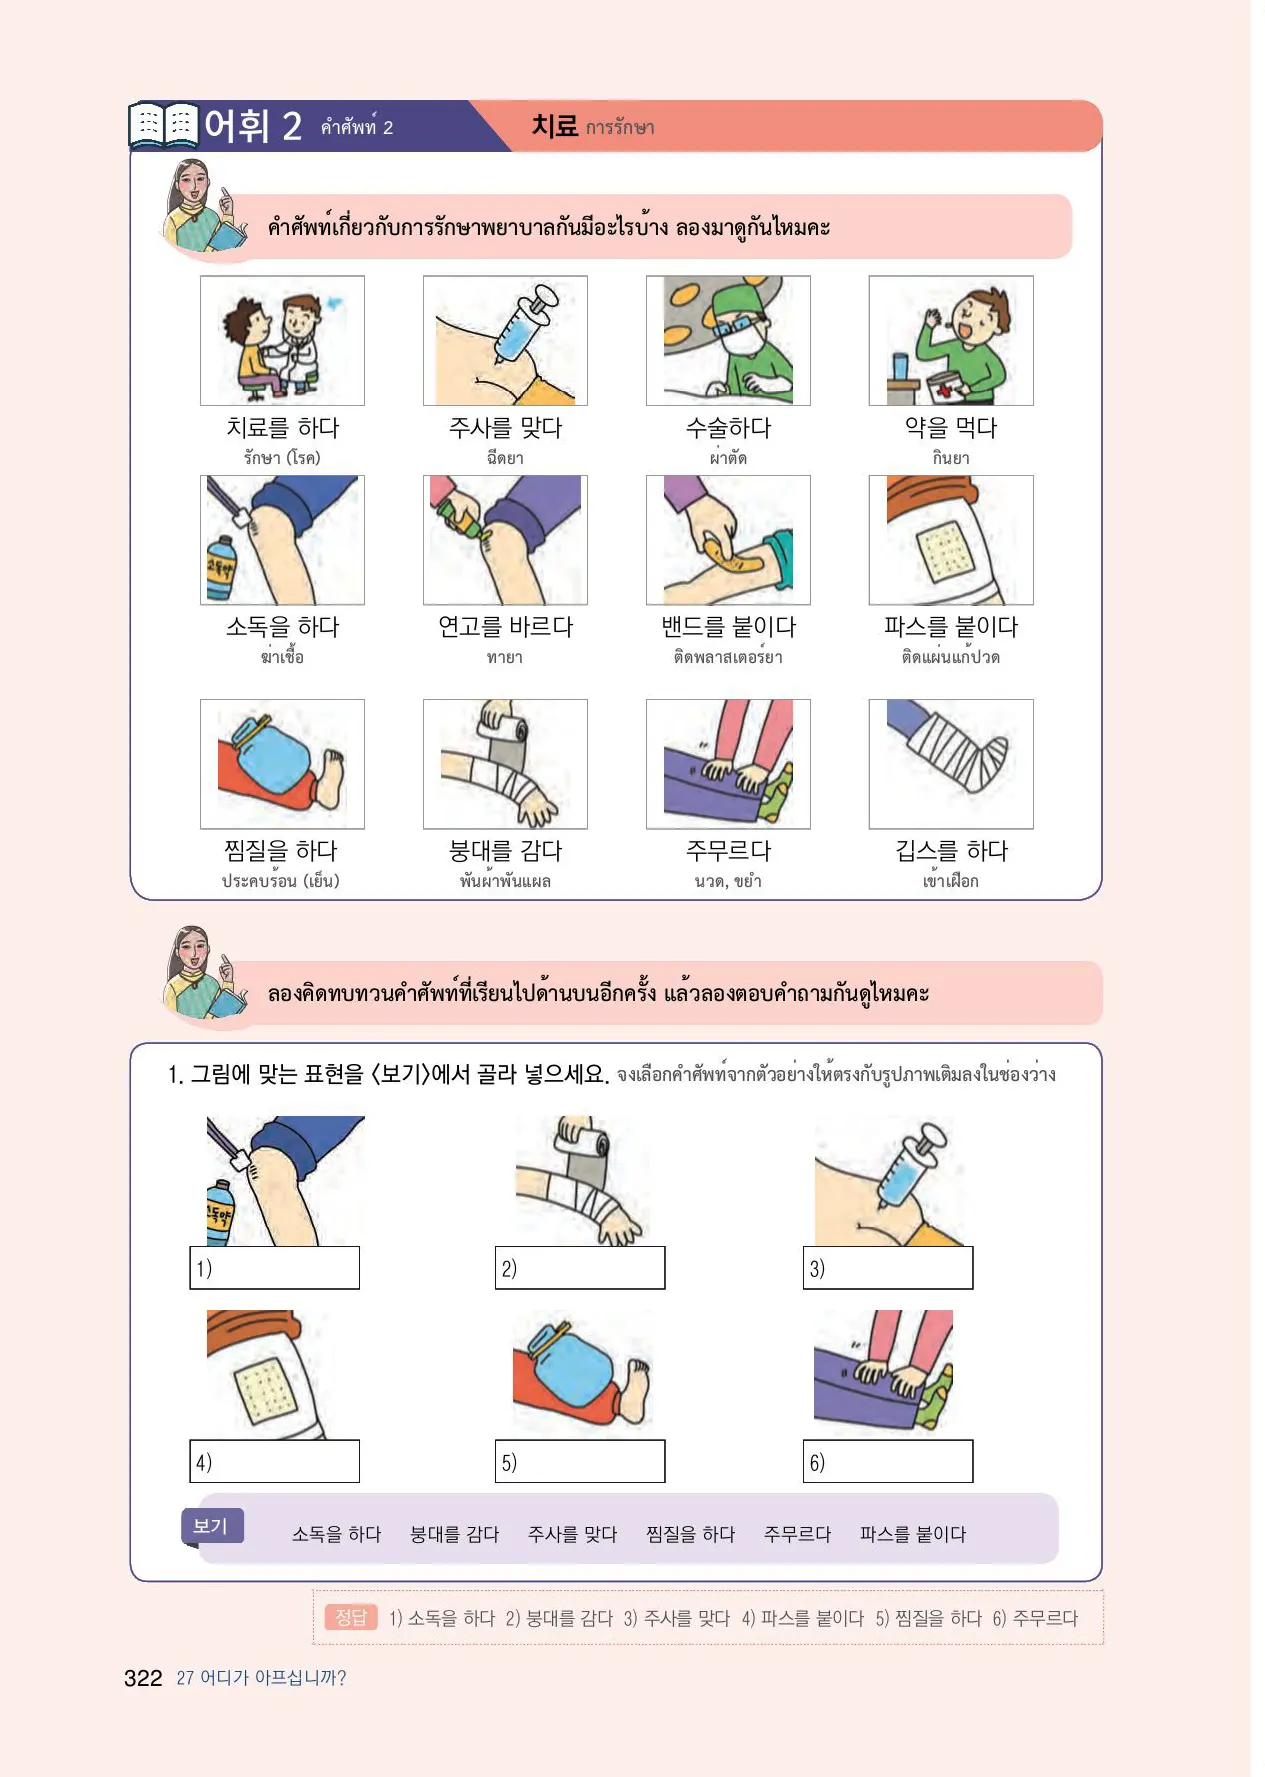 어휘 2 คำศัพท์ 2 치료 การรักษา
คำศัพท์เกี่ยวกับการรักษาพยาบาลกันมีอะไรบ้าง ลองมาดูกันไหมคะ
치료를 하다 주사를 맞다 수술하다 약을 먹다
รักษา (โรค) ฉีดยา ผ่าตัด กินยา
소독약
소독을 하다 연고를 바르다 밴드를 붙이다 파스를 붙이다
ฆ่าเชื้อ ทายา ติดพลาสเตอร์ยา ติดแผ่นแก้ปวด
찜질을 하다 붕대를 감다 주무르다 깁스를 하다
ประคบร้อน (เย็น) พันผ้าพันแผล นวด, ขยำ เข้าเฝือก
ลองคิดทบทวนคำศัพท์ที่เรียนไปด้านบนอีกครั้ง แล้วลองตอบคำถามกันดูไหมคะ
1. 그림에 맞는 표현을 〈보기〉에서 골라 넣으세요. จงเลือกคำศัพท์จากตัวอย่างให้ตรงกับรูปภาพเติมลงในช่องว่าง
소독약
1) 2) 3)
4) 5) 6)
보기 소독을 하다 붕대를 감다 주사를 맞다 찜질을 하다 주무르다 파스를 붙이다
정답 1) 소독을 하다 2) 붕대를 감다 3) 주사를 맞다 4) 파스를 붙이다 5) 찜질을 하다 6) 주무르다
322 27 어디가 아프십니까?